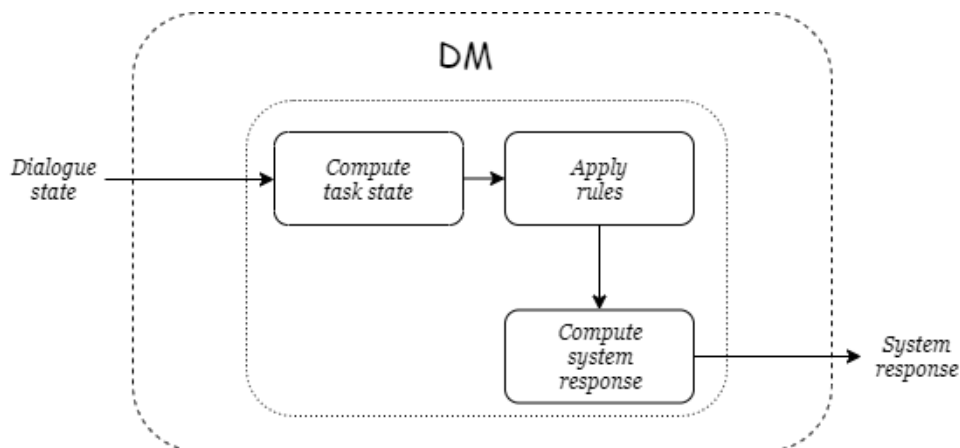 DM
Dialogue
state
Compute
task state
Apply
rules
Compute
system
response
System
response